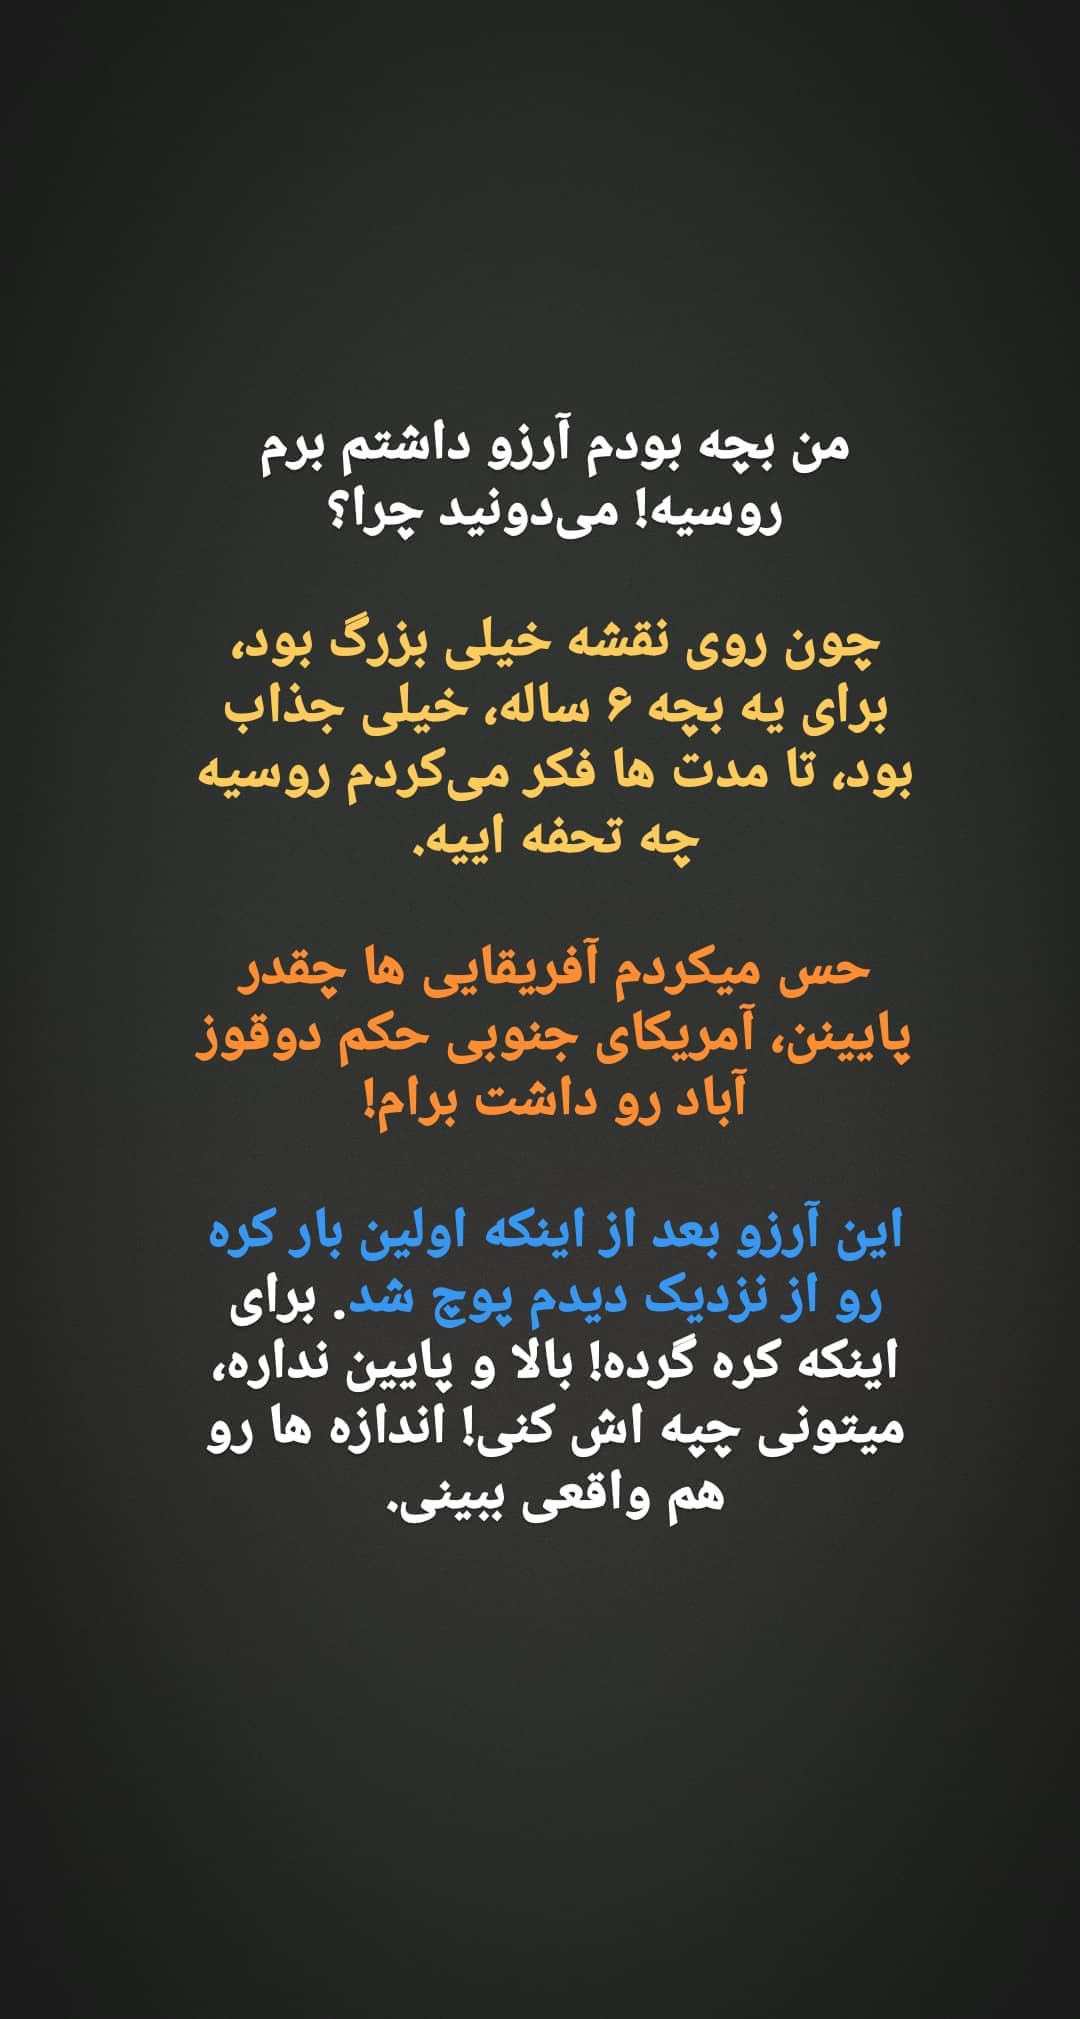 من بچه بودم آرزو داشتم برم
روسیه! می‌دونید چرا؟
چون روی نقشه خیلی بزرگ بود،
برای یه بچه ۶ ساله، خیلی جذاب
بود، تا مدت ها فکر می‌کردم روسیه
چه تحفه اییه.
حس میکردم آفریقایی ها چقدر
پایینن، آمریکای جنوبی حکم دوقوز
آباد رو داشت برام!
این آرزو بعد از اینکه اولین بار کره
رو از نزدیک دیدم پوچ شد. برای
اینکه کره گرده! بالا و پایین نداره،
میتونی چپه اش کنی! اندازه ها رو
هم واقعی ببینی.